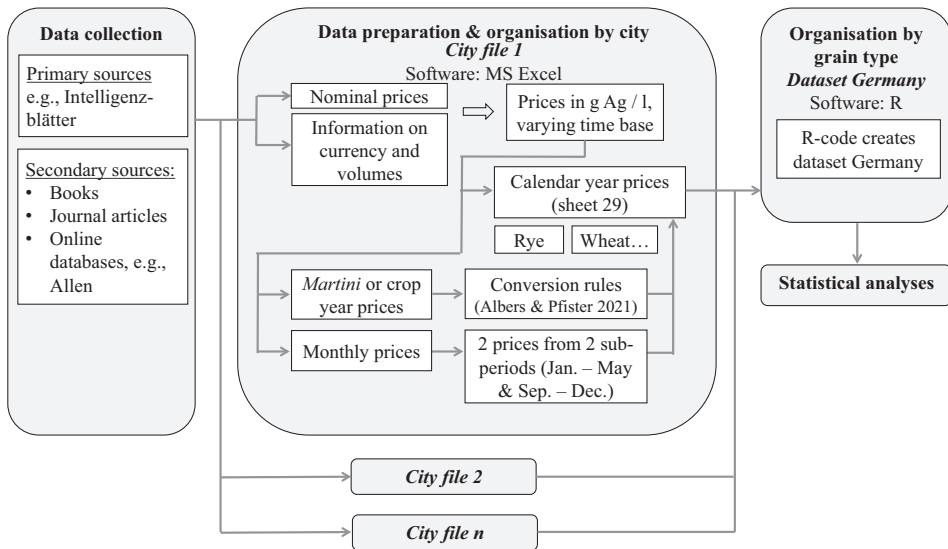 Data collection
Primary sources
e.g., Intelligenz-
blätter
Secondary sources:
• Books
• Journal articles
• Online
databases, e.g.,
Allen
Data preparation & organisation by city
City file 1
Software: MS Excel
Nominal prices
Information on
currency and
volumes
Prices in g Ag / l,
varying time base
Calendar year prices
(sheet 29)
Rye
Wheat…
Martini or crop
year prices
Conversion rules
(Albers & Pfister 2021)
Monthly prices
2 prices from 2 sub-
periods (Jan. – May
& Sep. – Dec.)
City file 2
City file n
Organisation by
grain type
Dataset Germany
Software: R
R-code creates
dataset Germany
Statistical analyses